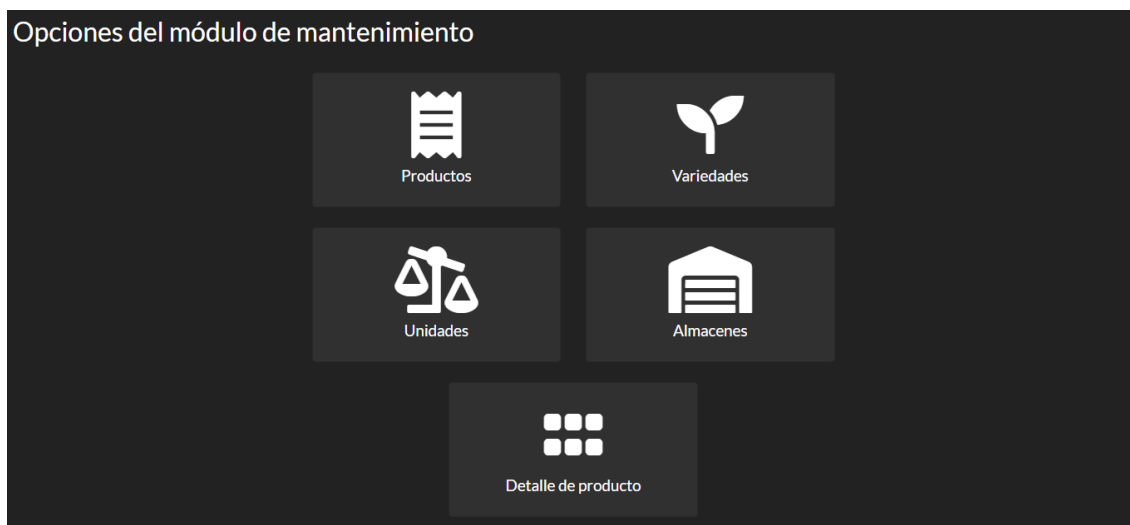 Opciones del módulo de mantenimiento
Productos
Variedades
Unidades
Almacenes
Detalle de producto